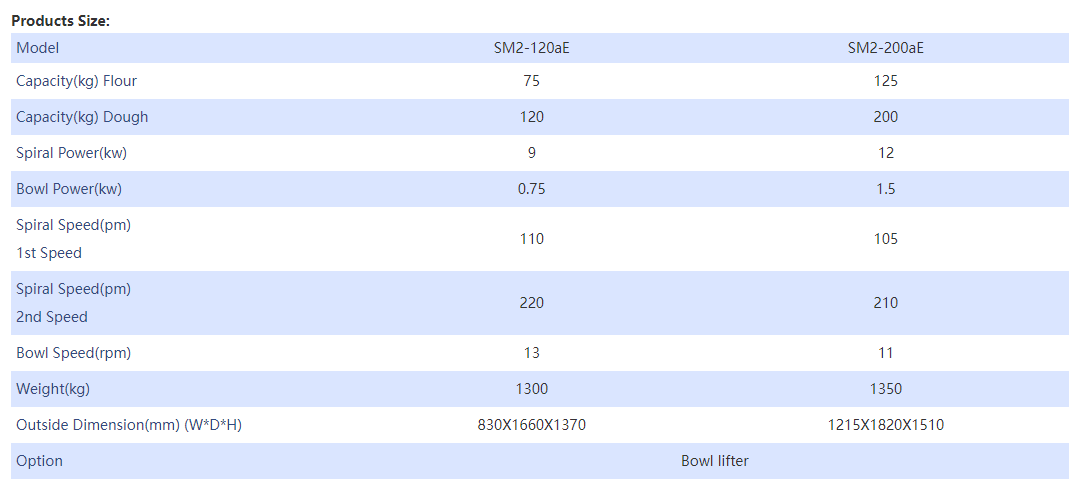 Products Size:
Model SM2-120aE SM2-200aE
Capacity(kg) Flour 75 125
Capacity(kg) Dough 120 200
Spiral Power(kw) 9 12
Bowl Power(kw) 0.75 1.5
Spiral Speed(pm)
1st Speed 110 105
Spiral Speed(pm)
2nd Speed 220 210
Bowl Speed(rpm) 13 11
Weight(kg) 1300 1350
Outside Dimension(mm) (W*D*H) 830X1660X1370 1215X1820X1510
Option Bowl lifter